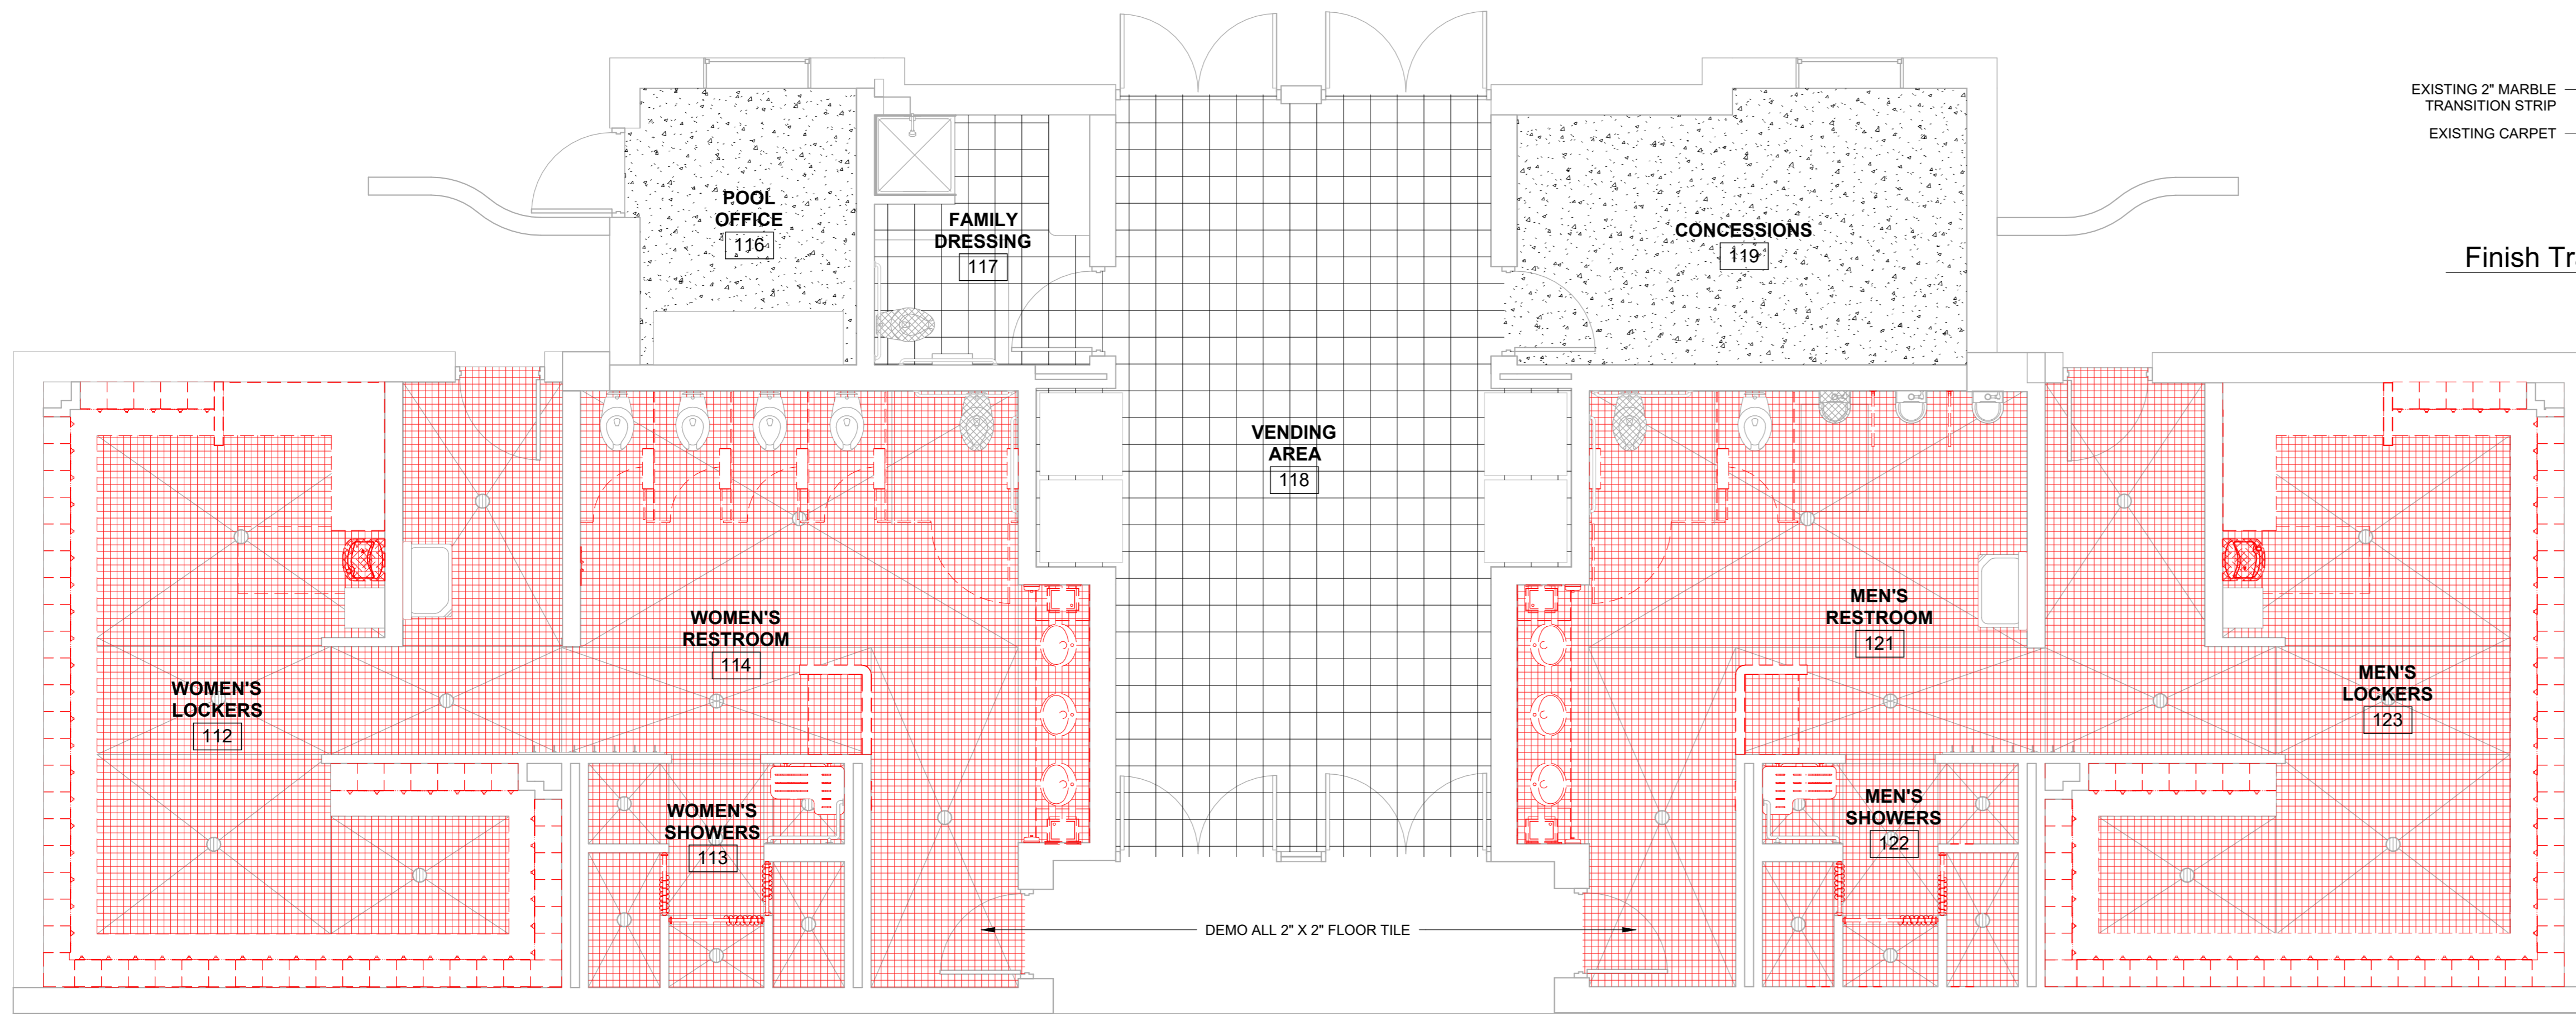 EXISTING 2" MARBLE
TRANSITION STRIP
EXISTING CARPET
Finish Tr
POOL
OFFICE
116
FAMILY
DRESSING
117
CONCESSIONS
119
VENDING
AREA
118
WOMEN'S
RESTROOM
114
MEN'S
RESTROOM
121
WOMEN'S
LOCKERS
112
MEN'S
LOCKERS
123
WOMEN'S
SHOWERS
113
MEN'S
SHOWERS
122
DEMO ALL 2" X 2" FLOOR TILE